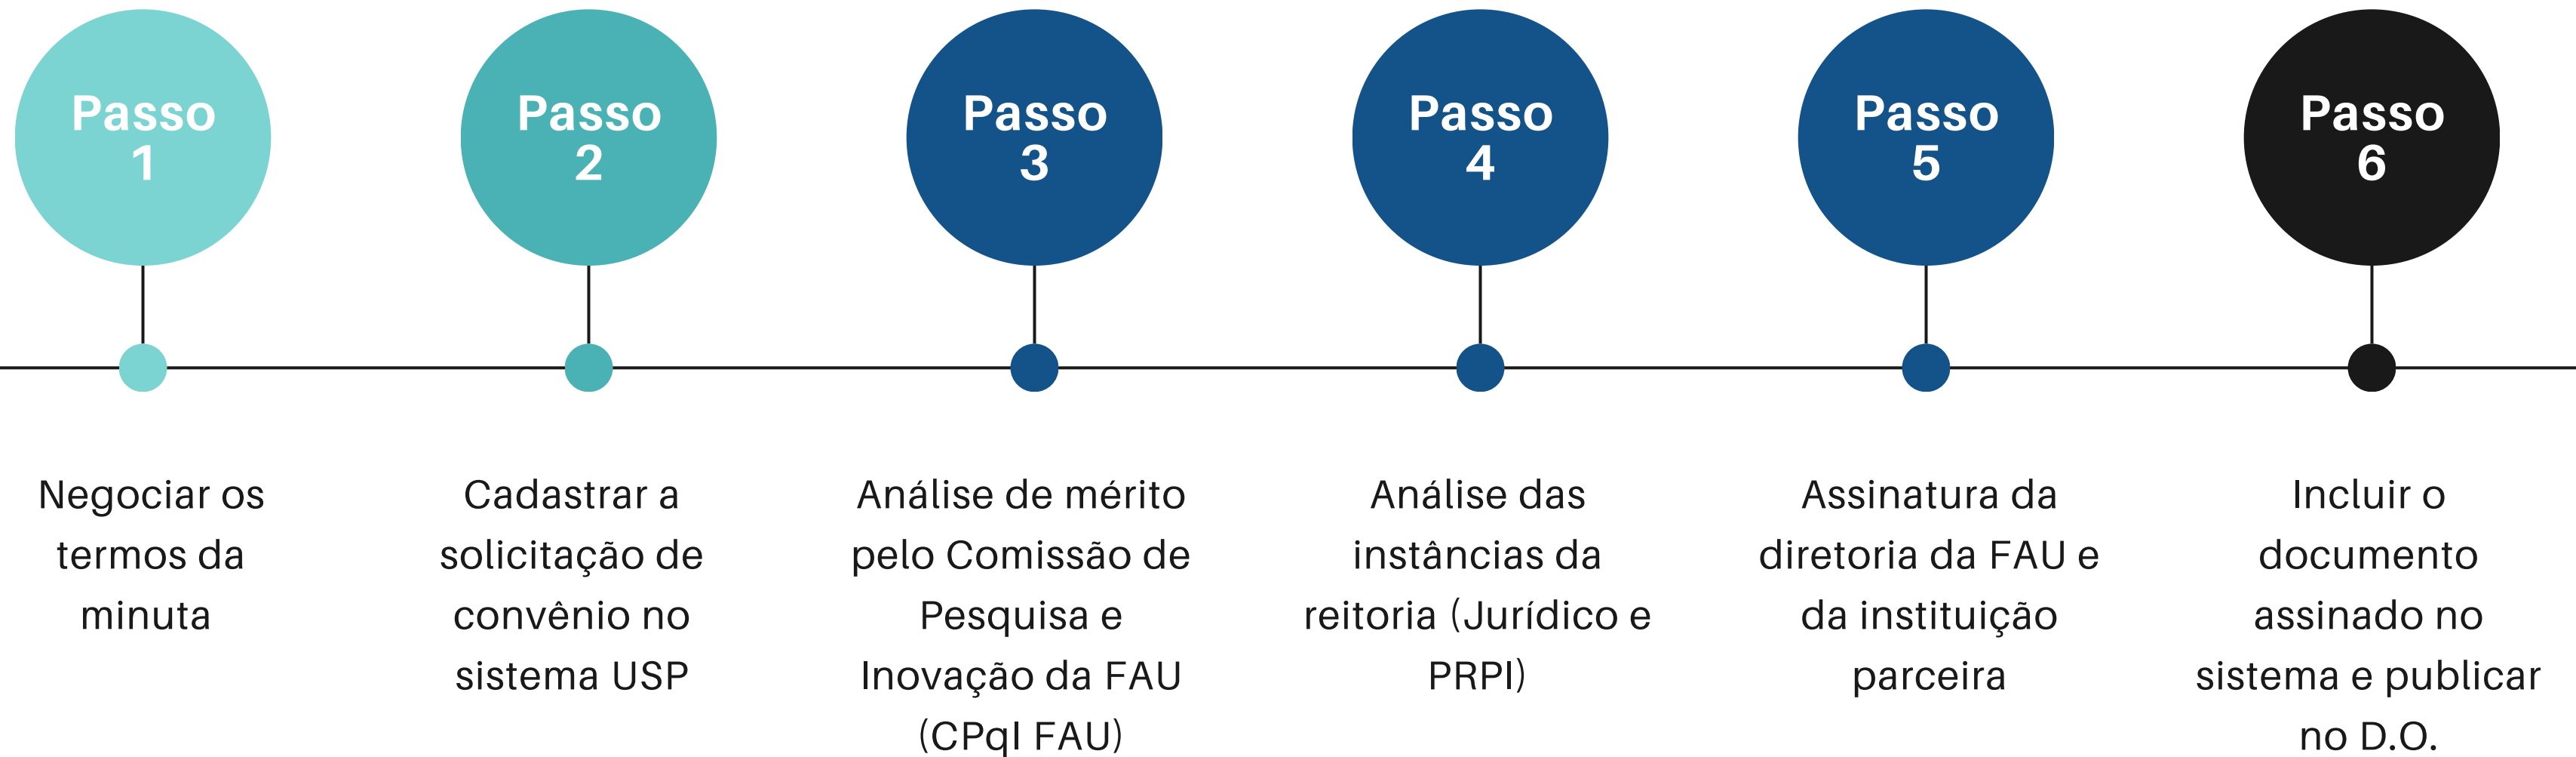 Passo
1
Passo
2
Passo
3
Passo
4
Passo
5
Passo
6
Negociar os
termos da
minuta
Cadastrar a
solicitação de
convênio no
sistema USP
Análise de mérito
pelo Comissão de
Pesquisa e
Inovação da FAU
(CPqI FAU)
Análise das
instâncias da
reitoria (Jurídico e
PRPI)
Assinatura da
diretoria da FAU e
da instituição
parceira
Incluir o
documento
assinado no
sistema e publicar
no D.O.